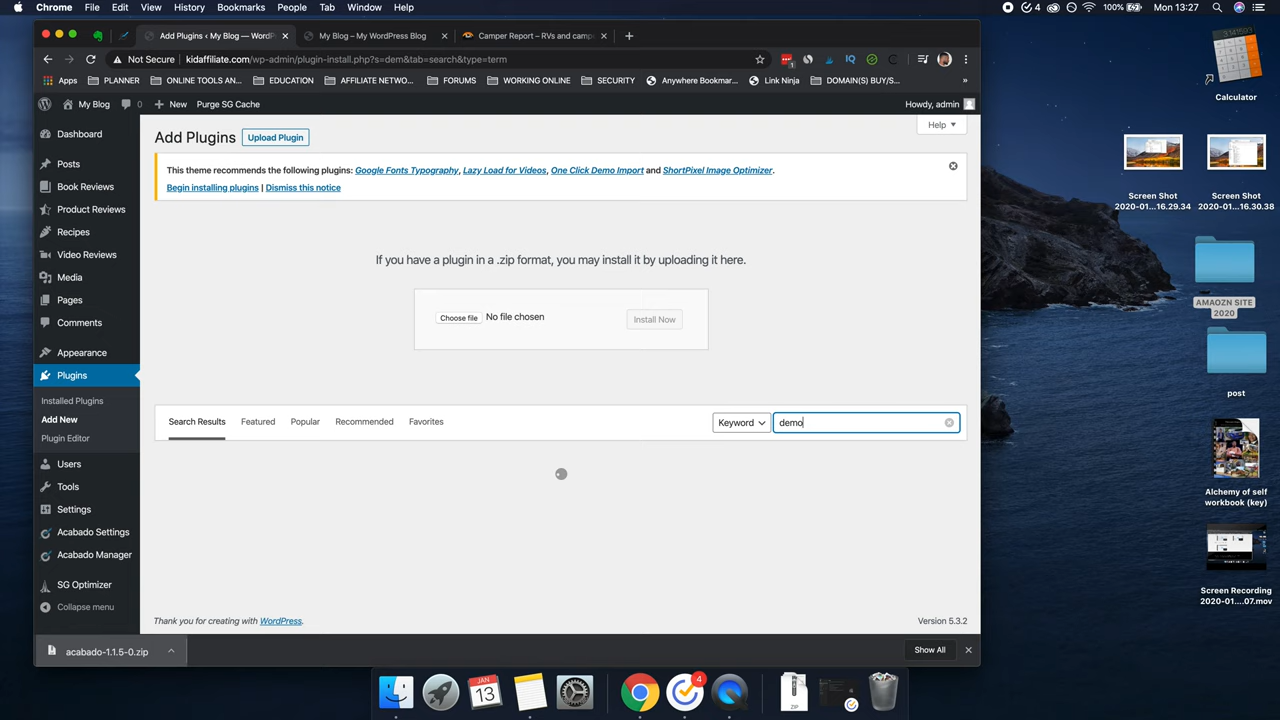 Chrome File Edit View History Bookmarks People Tab Window Help
4 100% Mon 13:27
Add Plugins < My Blog — WordP
My Blog – My WordPress Blog
Camper Report – RVs and camp
Not Secure | kidaffiliate.com/wp-admin/plugin-install.php?s=dem&tab=search&type=term
Apps PLANNER ONLINE TOOLS AN... EDUCATION AFFILIATE NETWO... FORUMS WORKING ONLINE SECURITY Anywhere Bookmar... Link Ninja DOMAIN(S) BUY/S... »
My Blog 0 New Purge SG Cache Howdy, admin
Help
Dashboard
Posts
Book Reviews
Product Reviews
Recipes
Video Reviews
Media
Pages
Comments
Appearance
Plugins
Installed Plugins
Add New
Plugin Editor
Users
Tools
Settings
Acabado Settings
Acabado Manager
SG Optimizer
Collapse menu
Add Plugins Upload Plugin
This theme recommends the following plugins: Google Fonts Typography, Lazy Load for Videos, One Click Demo Import and ShortPixel Image Optimizer.
Begin installing plugins | Dismiss this notice
If you have a plugin in a .zip format, you may install it by uploading it here.
Choose file No file chosen Install Now
Search Results Featured Popular Recommended Favorites Keyword demo
Thank you for creating with WordPress. Version 5.3.2
acabado-1.1.5-0.zip Show All
Calculator
Screen Shot
2020-01...16.29.34
Screen Shot
2020-01...16.30.38
AMAOZN SITE
2020
post
Alchemy of self
workbook (key)
Screen Recording
2020-01....07.mov
JAN
13
4
ZIP